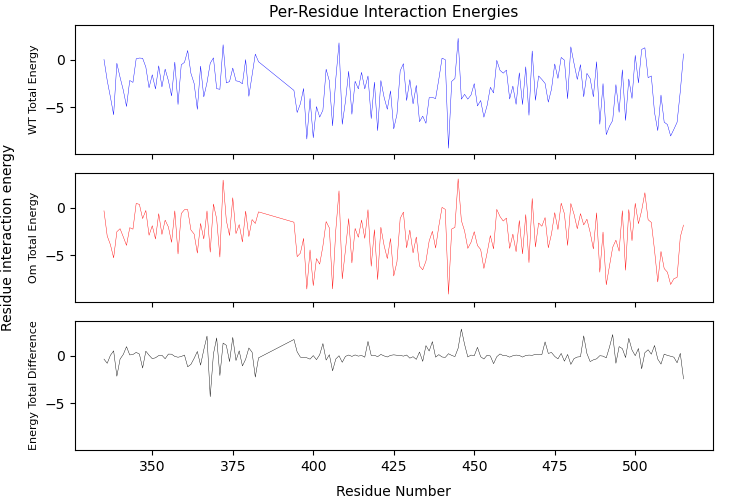 Per-Residue Interaction Energies
Residue interaction energy
WT Total Energy
0
−5
Om Total Energy
0
−5
Energy Total Difference
0
−5
350 375 400 425 450 475 500
Residue Number